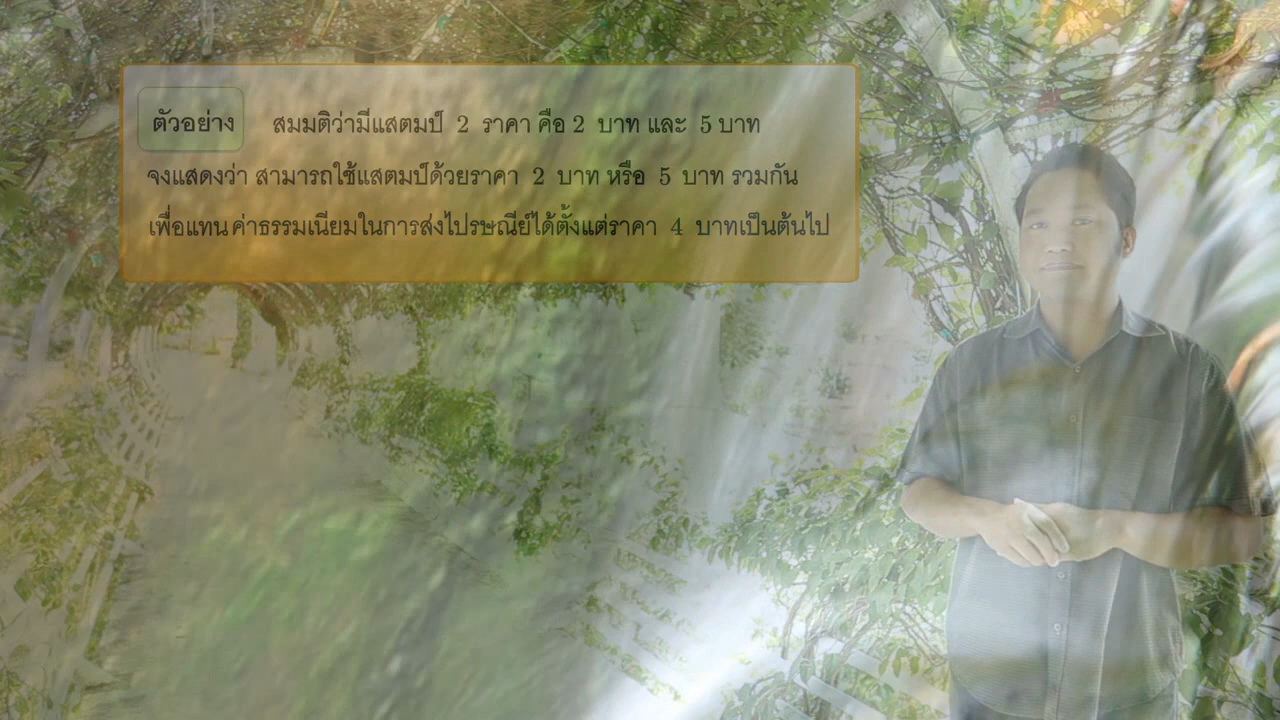 ตัวอย่าง สมมติว่ามีแสตมป์ 2 ราคา คือ 2 บาท และ 5 บาท
จงแสดงว่า สามารถใช้แสตมป์ด้วยราคา 2 บาท หรือ 5 บาท รวมกัน
เพื่อแทนค่าธรรมเนียมในการส่งไปรษณีย์ได้ตั้งแต่ราคา 4 บาทเป็นต้นไป